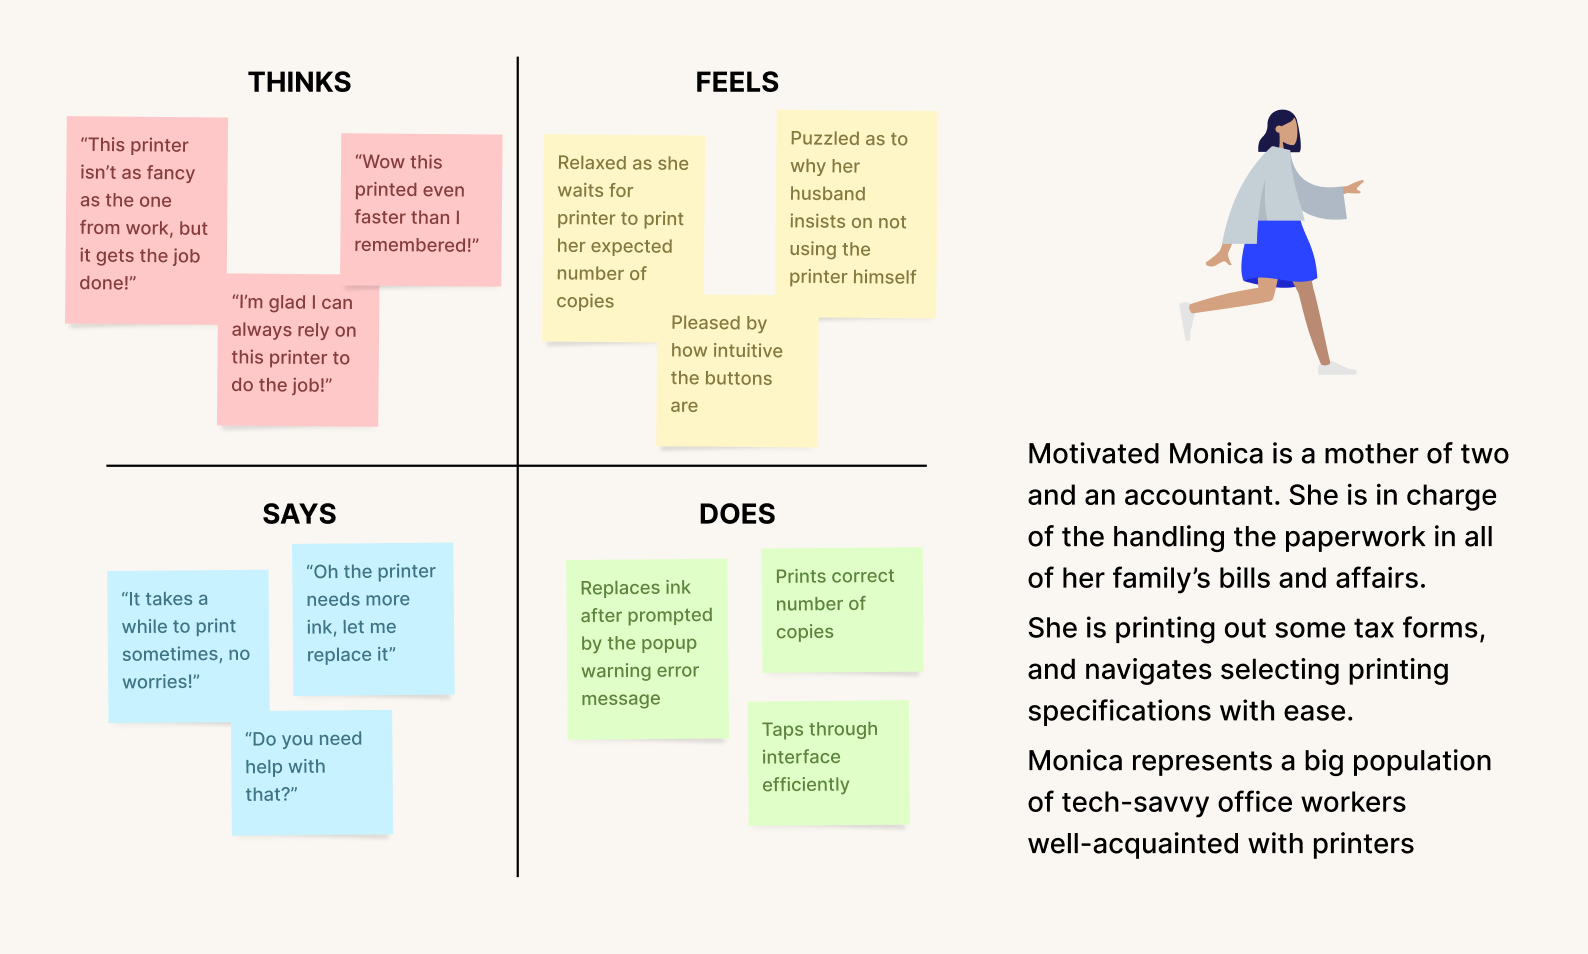 THINKS
“This printer
isn’t as fancy
as the one
from work, but
it gets the job
done!”
“Wow this
printed even
faster than I
remembered!”
“I’m glad I can
always rely on
this printer to
do the job!”
FEELS
Relaxed as she
waits for
printer to print
her expected
number of
copies
Puzzled as to
why her
husband
insists on not
using the
printer himself
Pleased by
how intuitive
the buttons
are
SAYS
“It takes a
while to print
sometimes, no
worries!”
“Oh the printer
needs more
ink, let me
replace it”
“Do you need
help with
that?”
DOES
Replaces ink
after prompted
by the popup
warning error
message
Prints correct
number of
copies
Taps through
interface
efficiently
Motivated Monica is a mother of two
and an accountant. She is in charge
of the handling the paperwork in all
of her family’s bills and affairs.
She is printing out some tax forms,
and navigates selecting printing
specifications with ease.
Monica represents a big population
of tech-savvy office workers
well-acquainted with printers